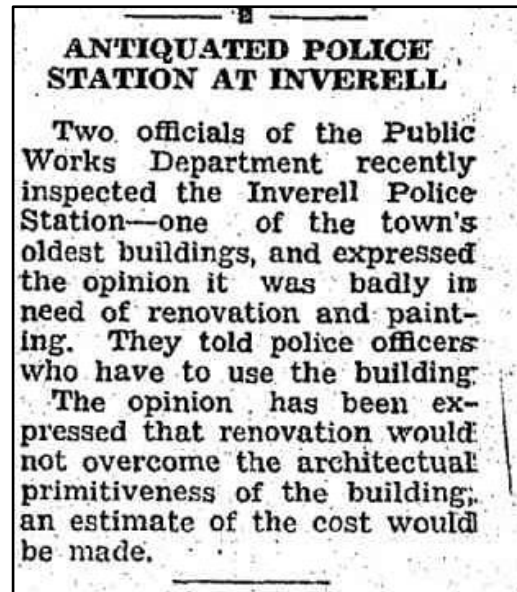 ANTIQUATED POLICE
STATION AT INVERELL
Two officials of the Public
Works Department recently
inspected the Inverell Police
Station—one of the town's
oldest buildings, and expressed
the opinion it was badly in
need of renovation and paint-
ing. They told police officers
who have to use the building
The opinion has been ex-
pressed that renovation would
not overcome the architectual
primitiveness of the building;
an estimate of the cost would
be made.